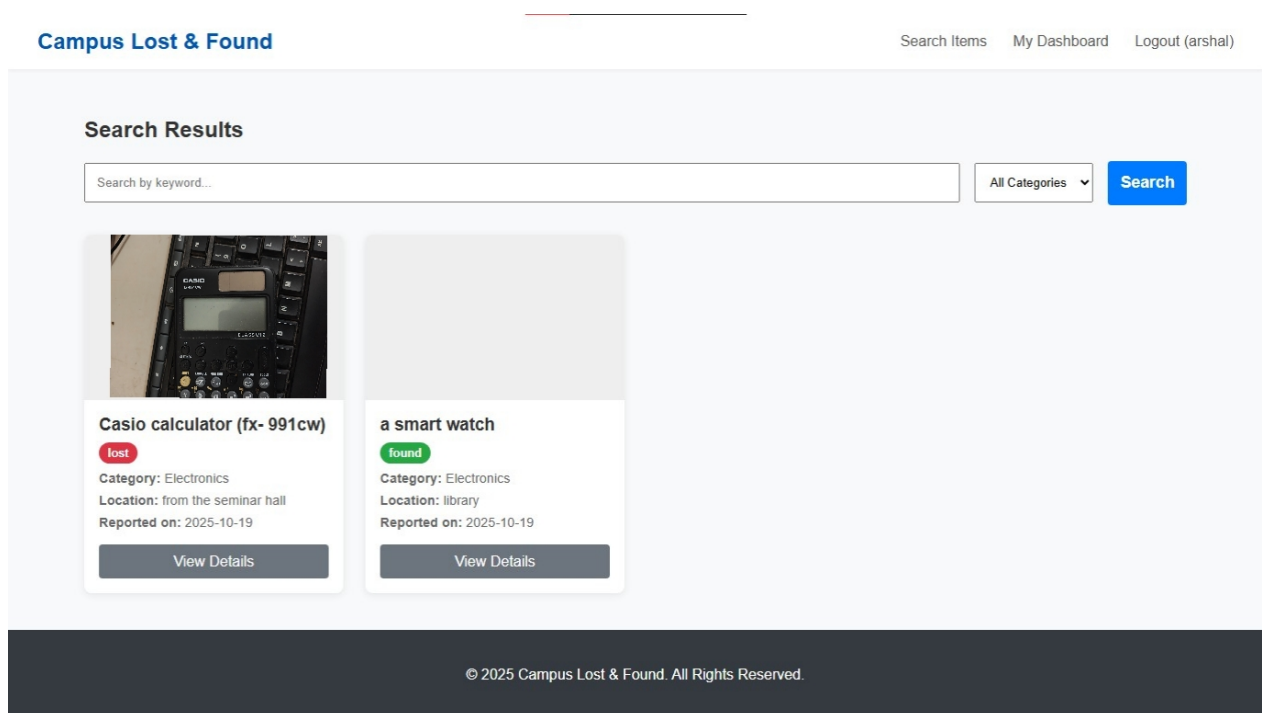 Campus Lost & Found
Search Items My Dashboard Logout (arshal)
Search Results
Search by keyword...
All Categories
Search
CASIO
CLASSWIZ
Casio calculator (fx- 991cw)
lost
Category: Electronics
Location: from the seminar hall
Reported on: 2025-10-19
View Details
a smart watch
found
Category: Electronics
Location: library
Reported on: 2025-10-19
View Details
© 2025 Campus Lost & Found. All Rights Reserved.